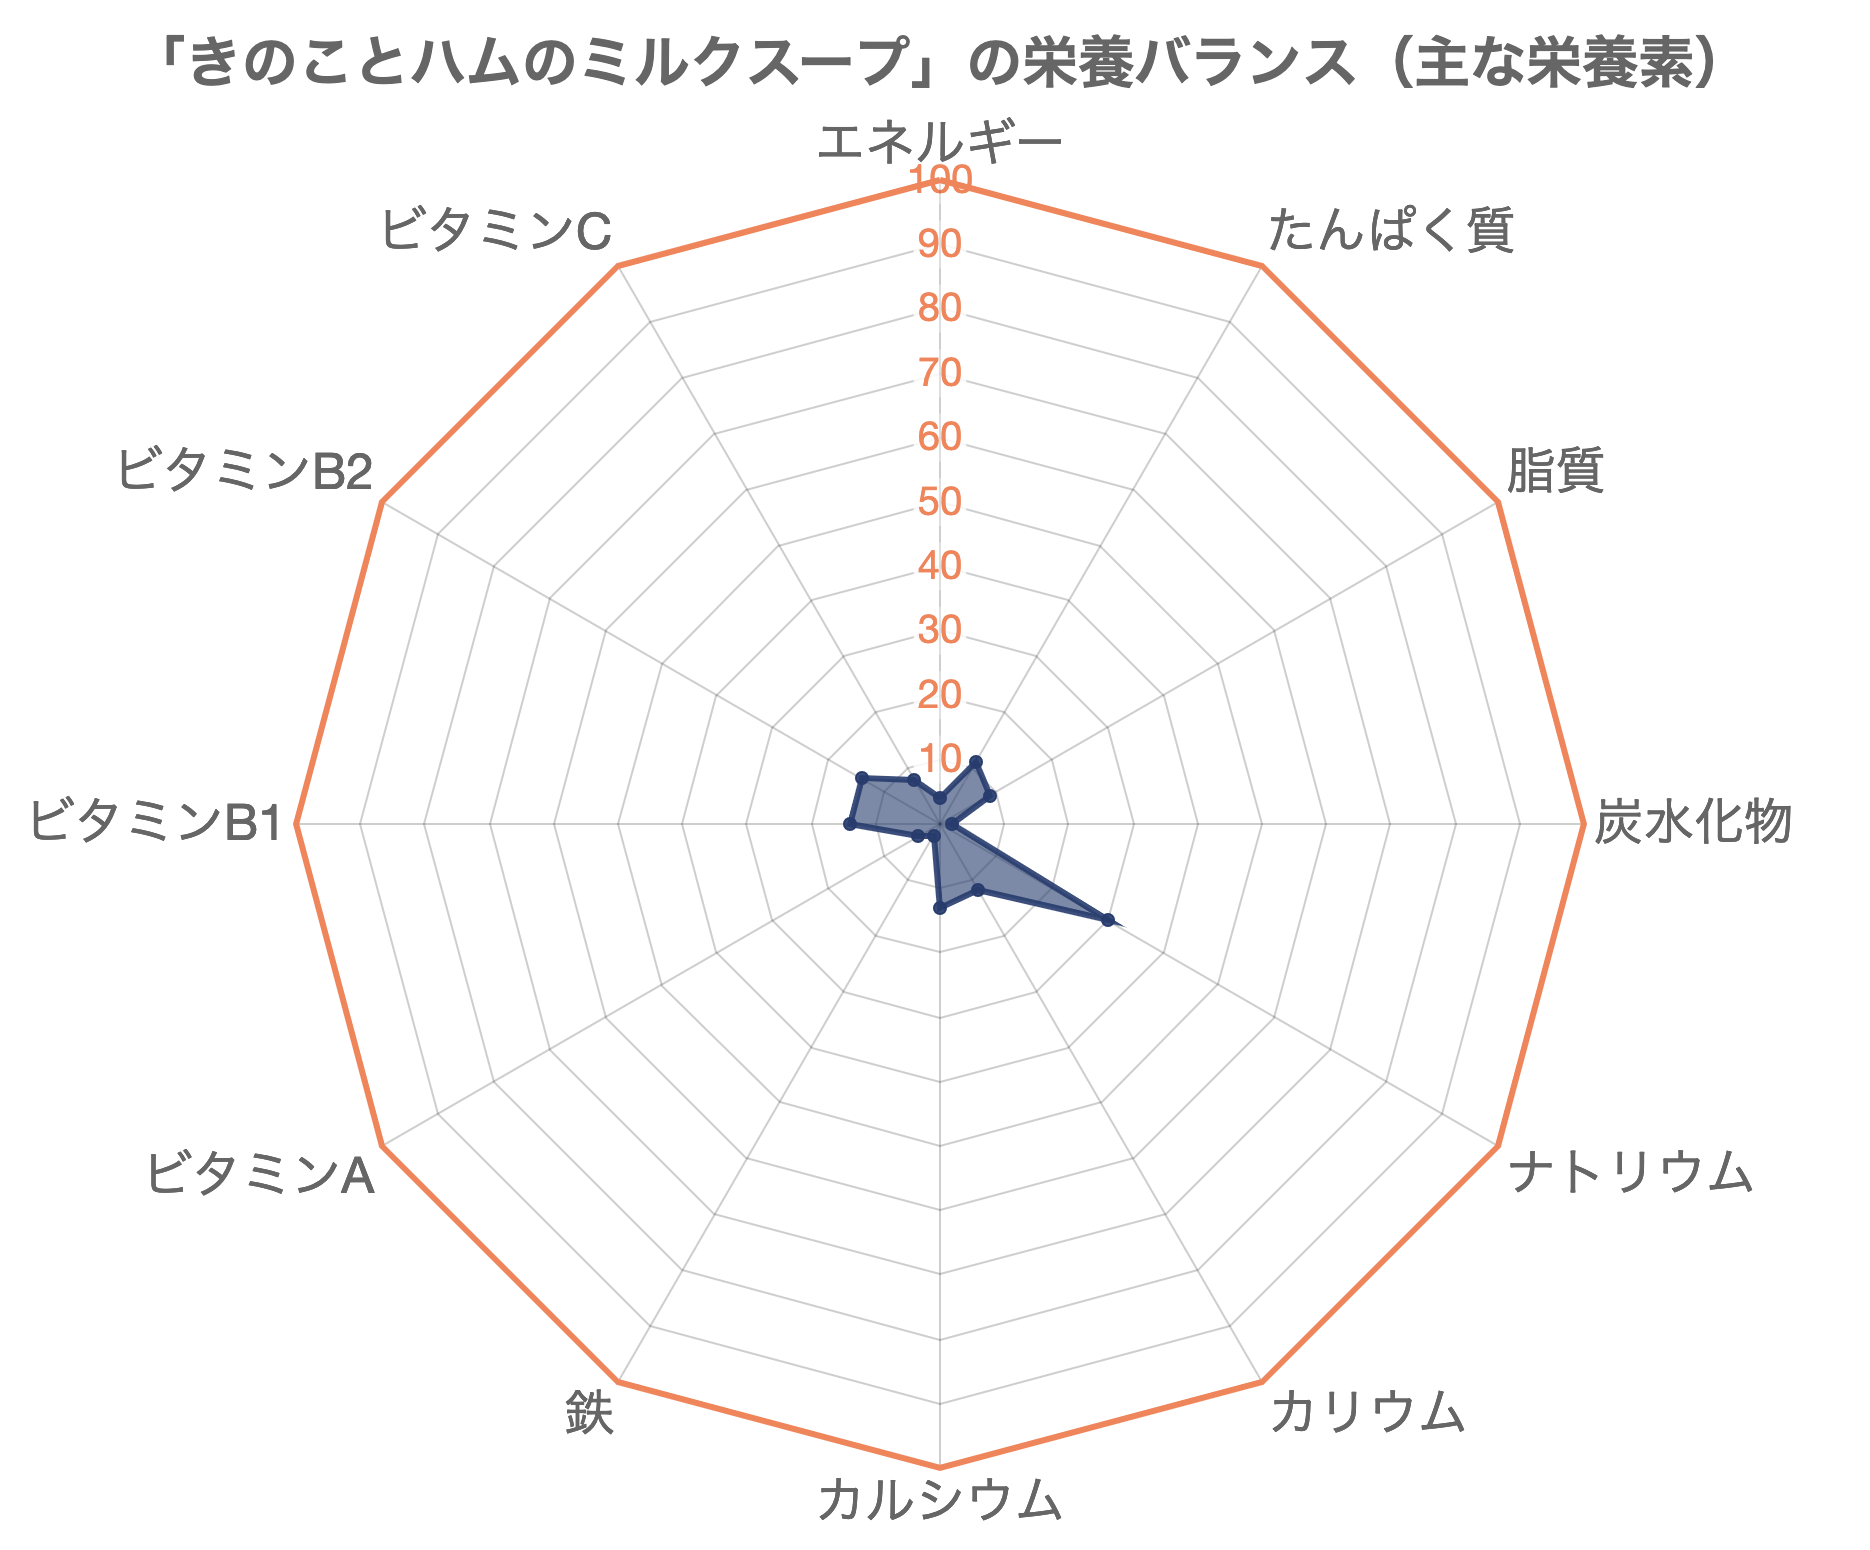 「きのことハムのミルクスープ」の栄養バランス（主な栄養素）
エネルギー
たんぱく質
脂質
炭水化物
ナトリウム
カリウム
カルシウム
鉄
ビタミンA
ビタミンB1
ビタミンB2
ビタミンC
100
90
80
70
60
50
40
30
20
10